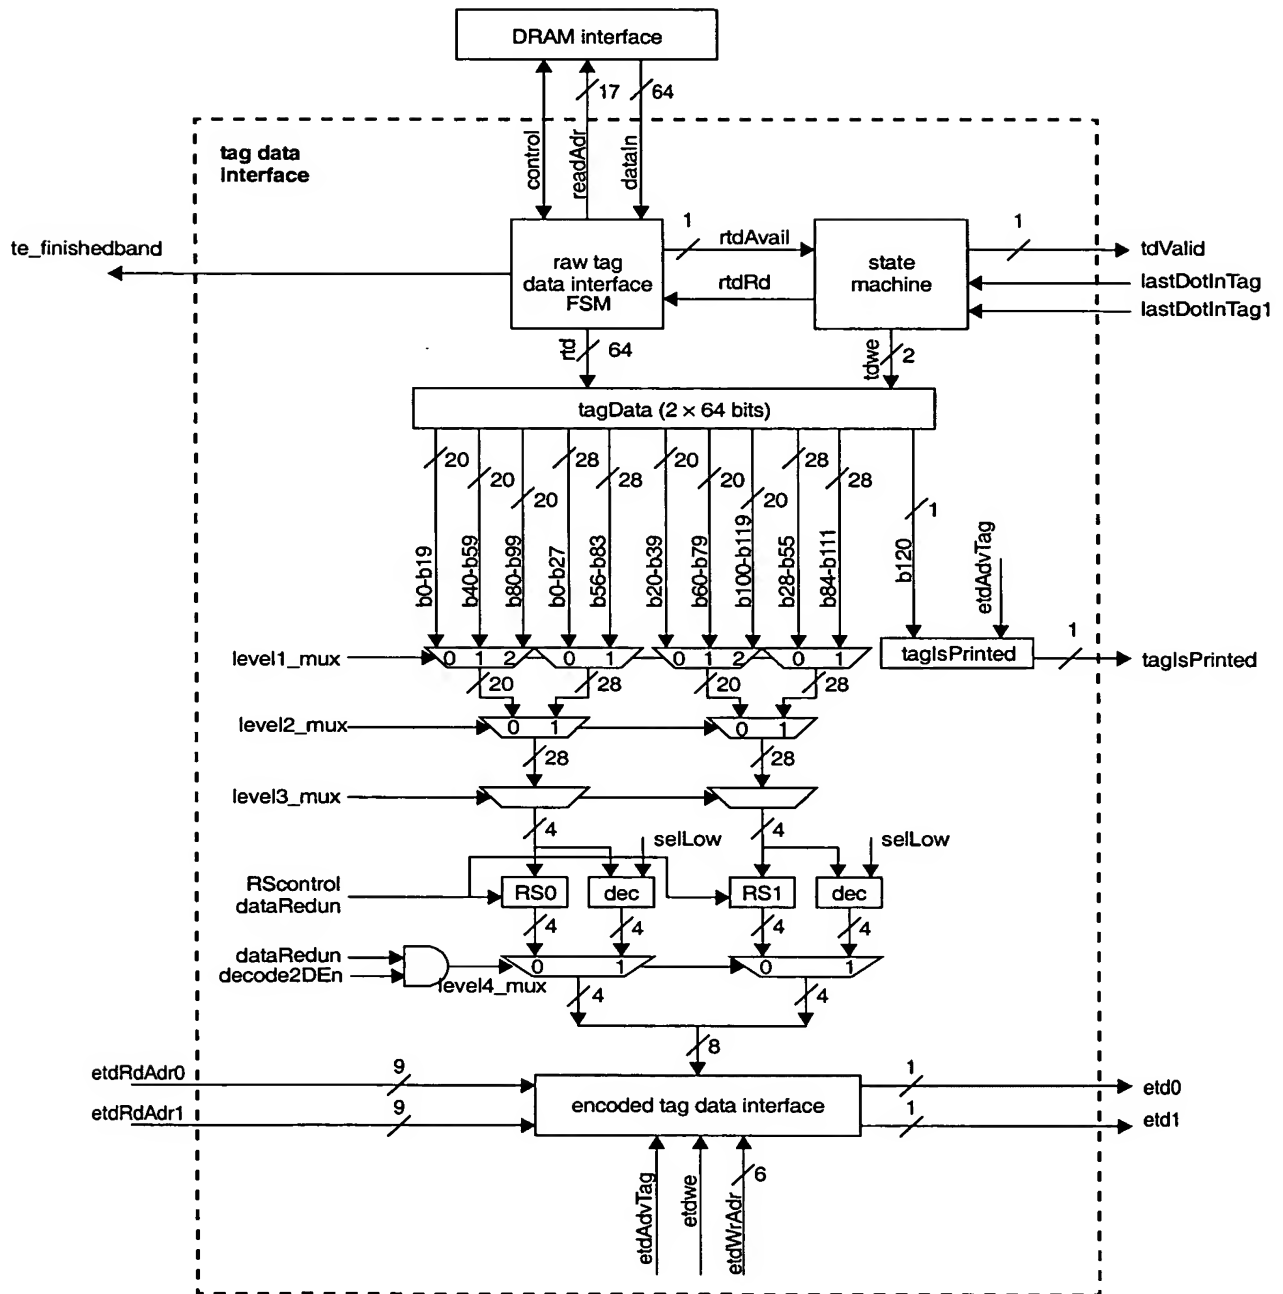 DRAM interface
17
64
tag data
interface
control
readAdr
dataIn
1
rtdAvail
1
te_finishedband
raw tag
data interface
FSM
rtdRd
state
machine
tdValid
lastDotInTag
lastDotInTag1
rtd
64
tdwe
2
tagData (2 × 64 bits)
20
20
20
28
28
20
20
20
28
28
1
b0-b19
b40-b59
b80-b99
b0-b27
b56-b83
b20-b39
b60-b79
b100-b119
b28-b55
b84-b111
b120
etdAdvTag
level1_mux
0 1 2
0 1
0 1 2
0 1
tagIsPrinted
1
tagIsPrinted
20
28
20
28
level2_mux
0 1
0 1
28
28
level3_mux
4
4
selLow
selLow
RScontrol
dataRedun
RS0
dec
RS1
dec
4
4
4
4
dataRedun
decode2DEn
level4_mux
0 1
0 1
4
4
8
etdRdAdr0
9
encoded tag data interface
1
etd0
etdRdAdr1
9
1
etd1
etdAdvTag
etdwe
etdWrAdr
6